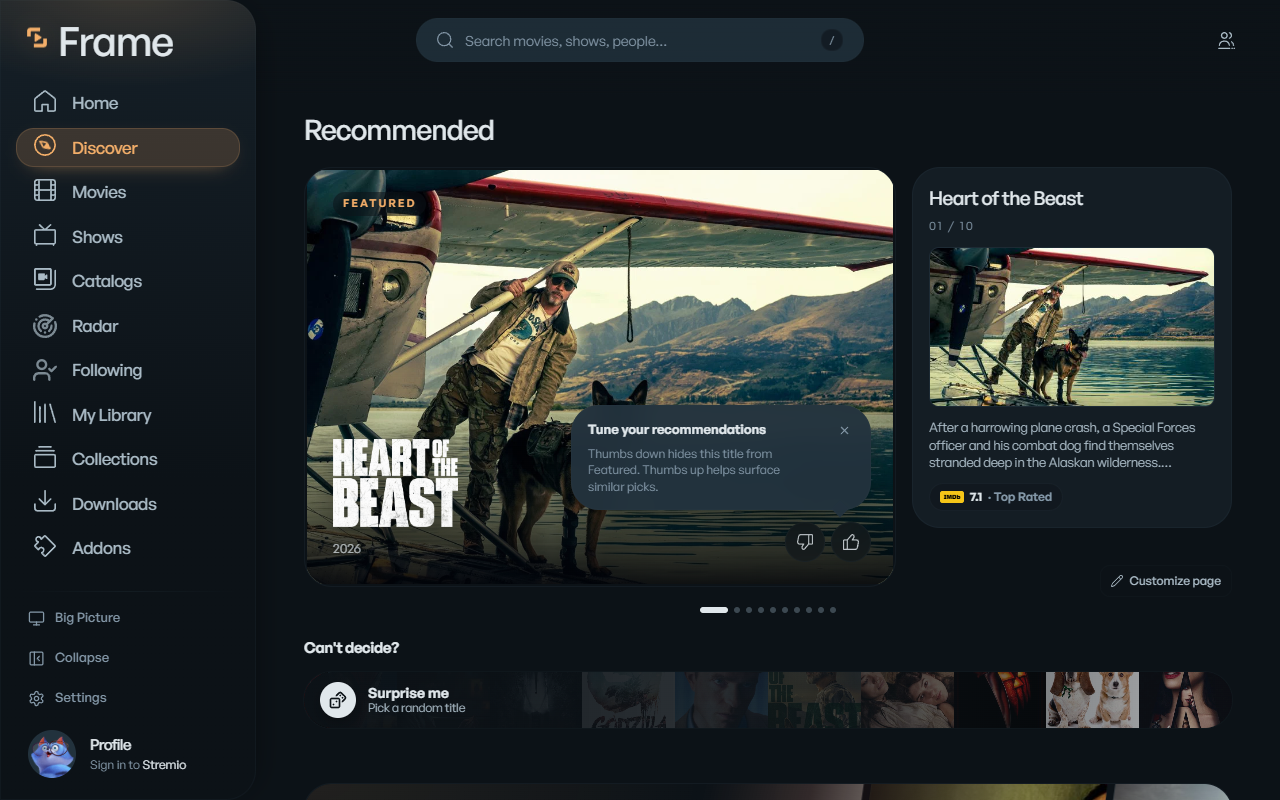 Frame
Search movies, shows, people...
/
Home
Discover
Movies
Shows
Catalogs
Radar
Following
My Library
Collections
Downloads
Addons
Big Picture
Collapse
Settings
Profile
Sign in to Stremio
Recommended
FEATURED
HEART OF THE BEAST
2026
Tune your recommendations
Thumbs down hides this title from
Featured. Thumbs up helps surface
similar picks.
Heart of the Beast
01 / 10
After a harrowing plane crash, a Special Forces
officer and his combat dog find themselves
stranded deep in the Alaskan wilderness....
IMDb 7.1 · Top Rated
Customize page
Can't decide?
Surprise me
Pick a random title
GODZILLA
OF THE
BEAST